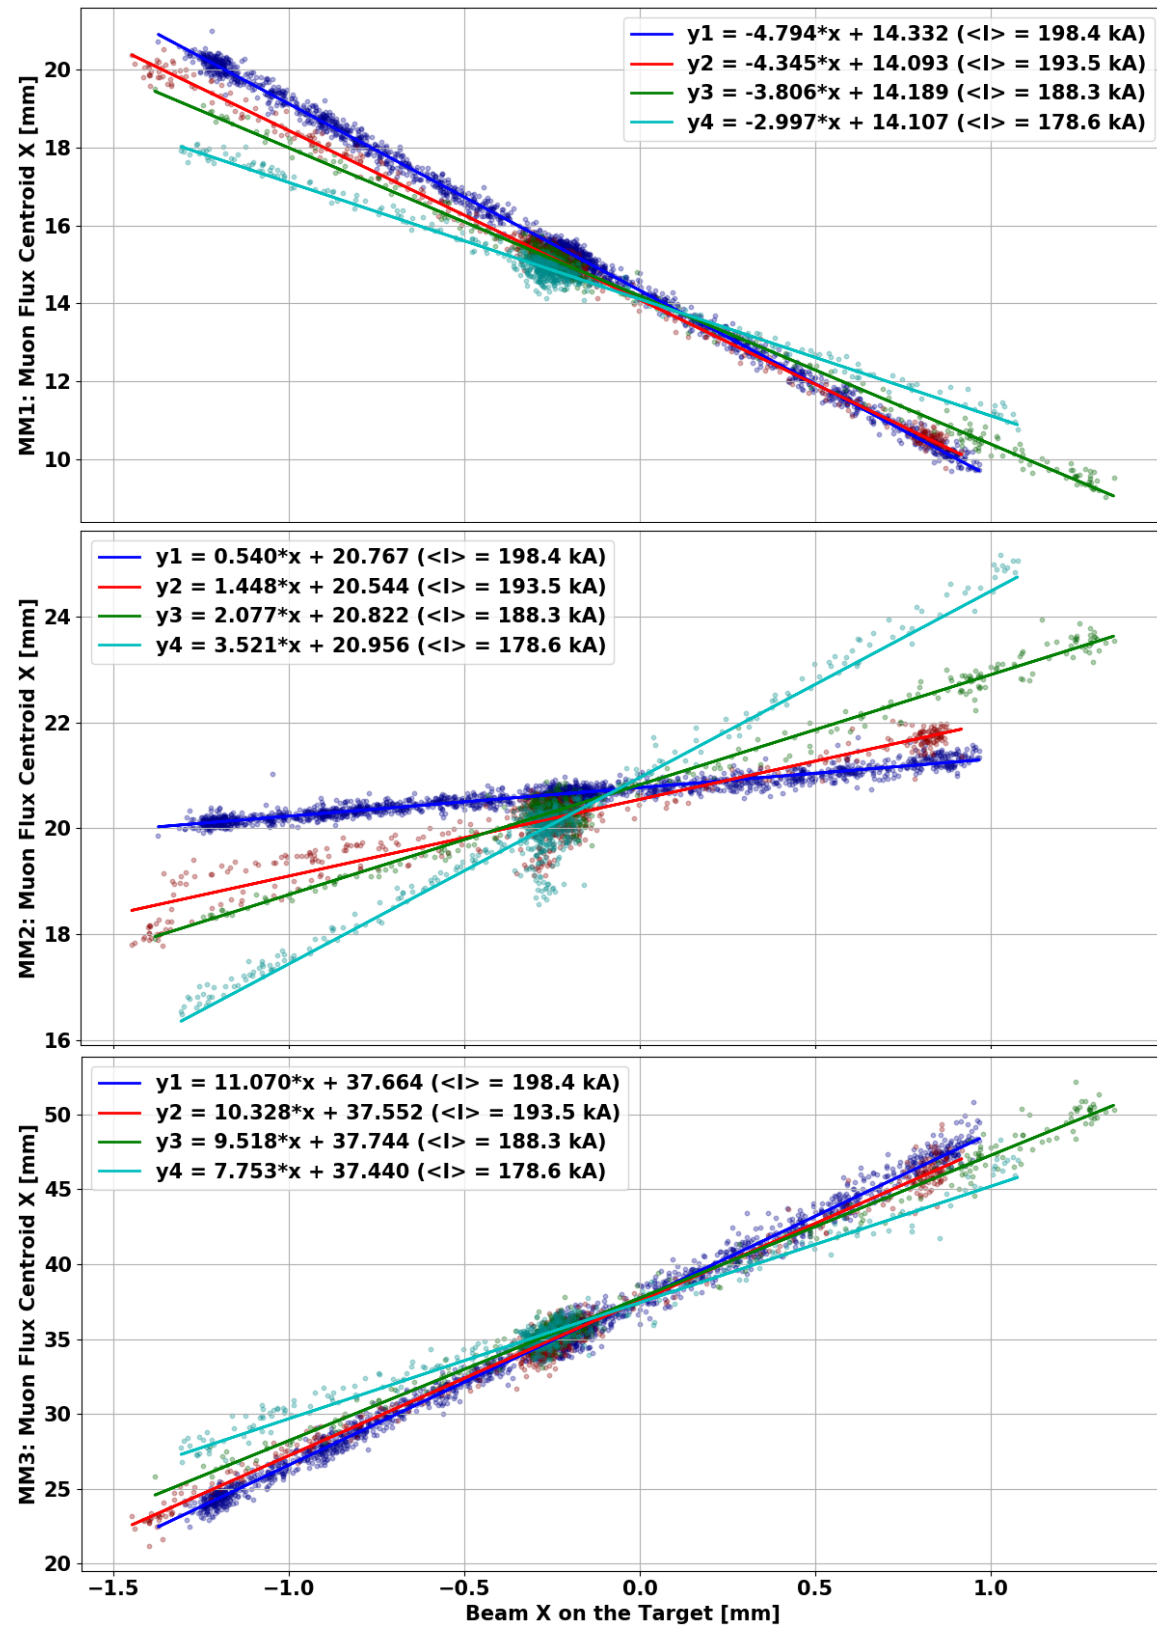 MM1: Muon Flux Centroid X [mm]
20
18
16
14
12
10
y1 = -4.794*x + 14.332 (<I> = 198.4 kA)
y2 = -4.345*x + 14.093 (<I> = 193.5 kA)
y3 = -3.806*x + 14.189 (<I> = 188.3 kA)
y4 = -2.997*x + 14.107 (<I> = 178.6 kA)
MM2: Muon Flux Centroid X [mm]
24
22
20
18
16
y1 = 0.540*x + 20.767 (<I> = 198.4 kA)
y2 = 1.448*x + 20.544 (<I> = 193.5 kA)
y3 = 2.077*x + 20.822 (<I> = 188.3 kA)
y4 = 3.521*x + 20.956 (<I> = 178.6 kA)
MM3: Muon Flux Centroid X [mm]
50
45
40
35
30
25
20
y1 = 11.070*x + 37.664 (<I> = 198.4 kA)
y2 = 10.328*x + 37.552 (<I> = 193.5 kA)
y3 = 9.518*x + 37.744 (<I> = 188.3 kA)
y4 = 7.753*x + 37.440 (<I> = 178.6 kA)
−1.5 −1.0 −0.5 0.0 0.5 1.0
Beam X on the Target [mm]